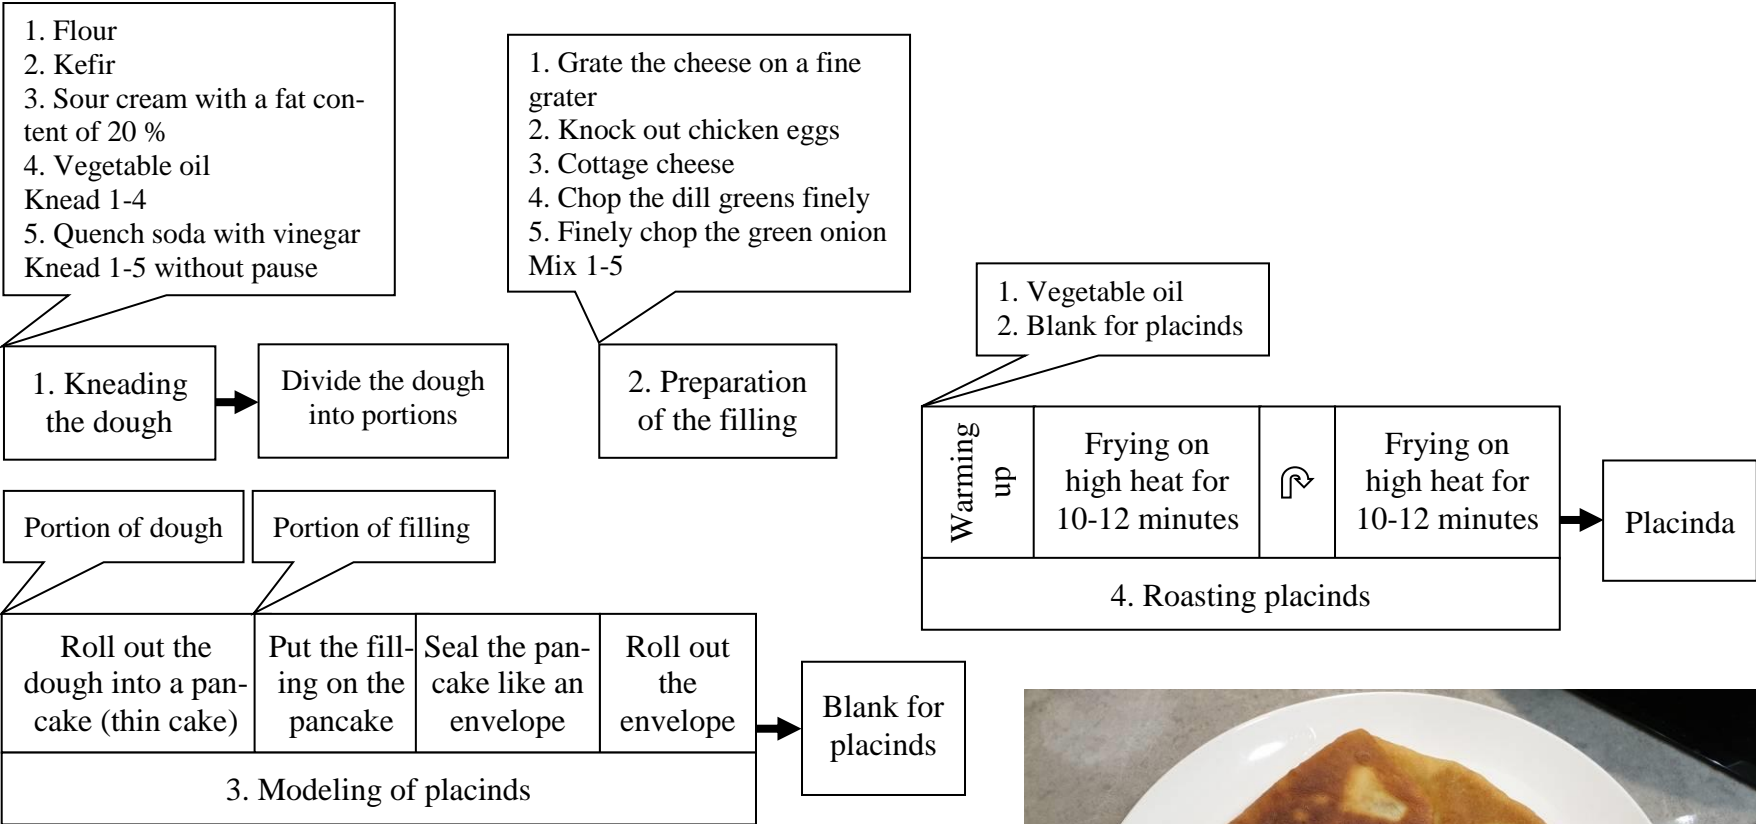 1. Flour
2. Kefir
3. Sour cream with a fat con-
tent of 20 %
4. Vegetable oil
Knead 1-4
5. Quench soda with vinegar
Knead 1-5 without pause
1. Kneading
the dough
Divide the dough
into portions
1. Grate the cheese on a fine
grater
2. Knock out chicken eggs
3. Cottage cheese
4. Chop the dill greens finely
5. Finely chop the green onion
Mix 1-5
2. Preparation
of the filling
Portion of dough
Portion of filling
Roll out the
dough into a pan-
cake (thin cake)
Put the fill-
ing on the
pancake
Seal the pan-
cake like an
envelope
Roll out
the
envelope
3. Modeling of placinds
Blank for
placinds
1. Vegetable oil
2. Blank for placinds
Warming
up
Frying on
high heat for
10-12 minutes
Frying on
high heat for
10-12 minutes
4. Roasting placinds
Placinda